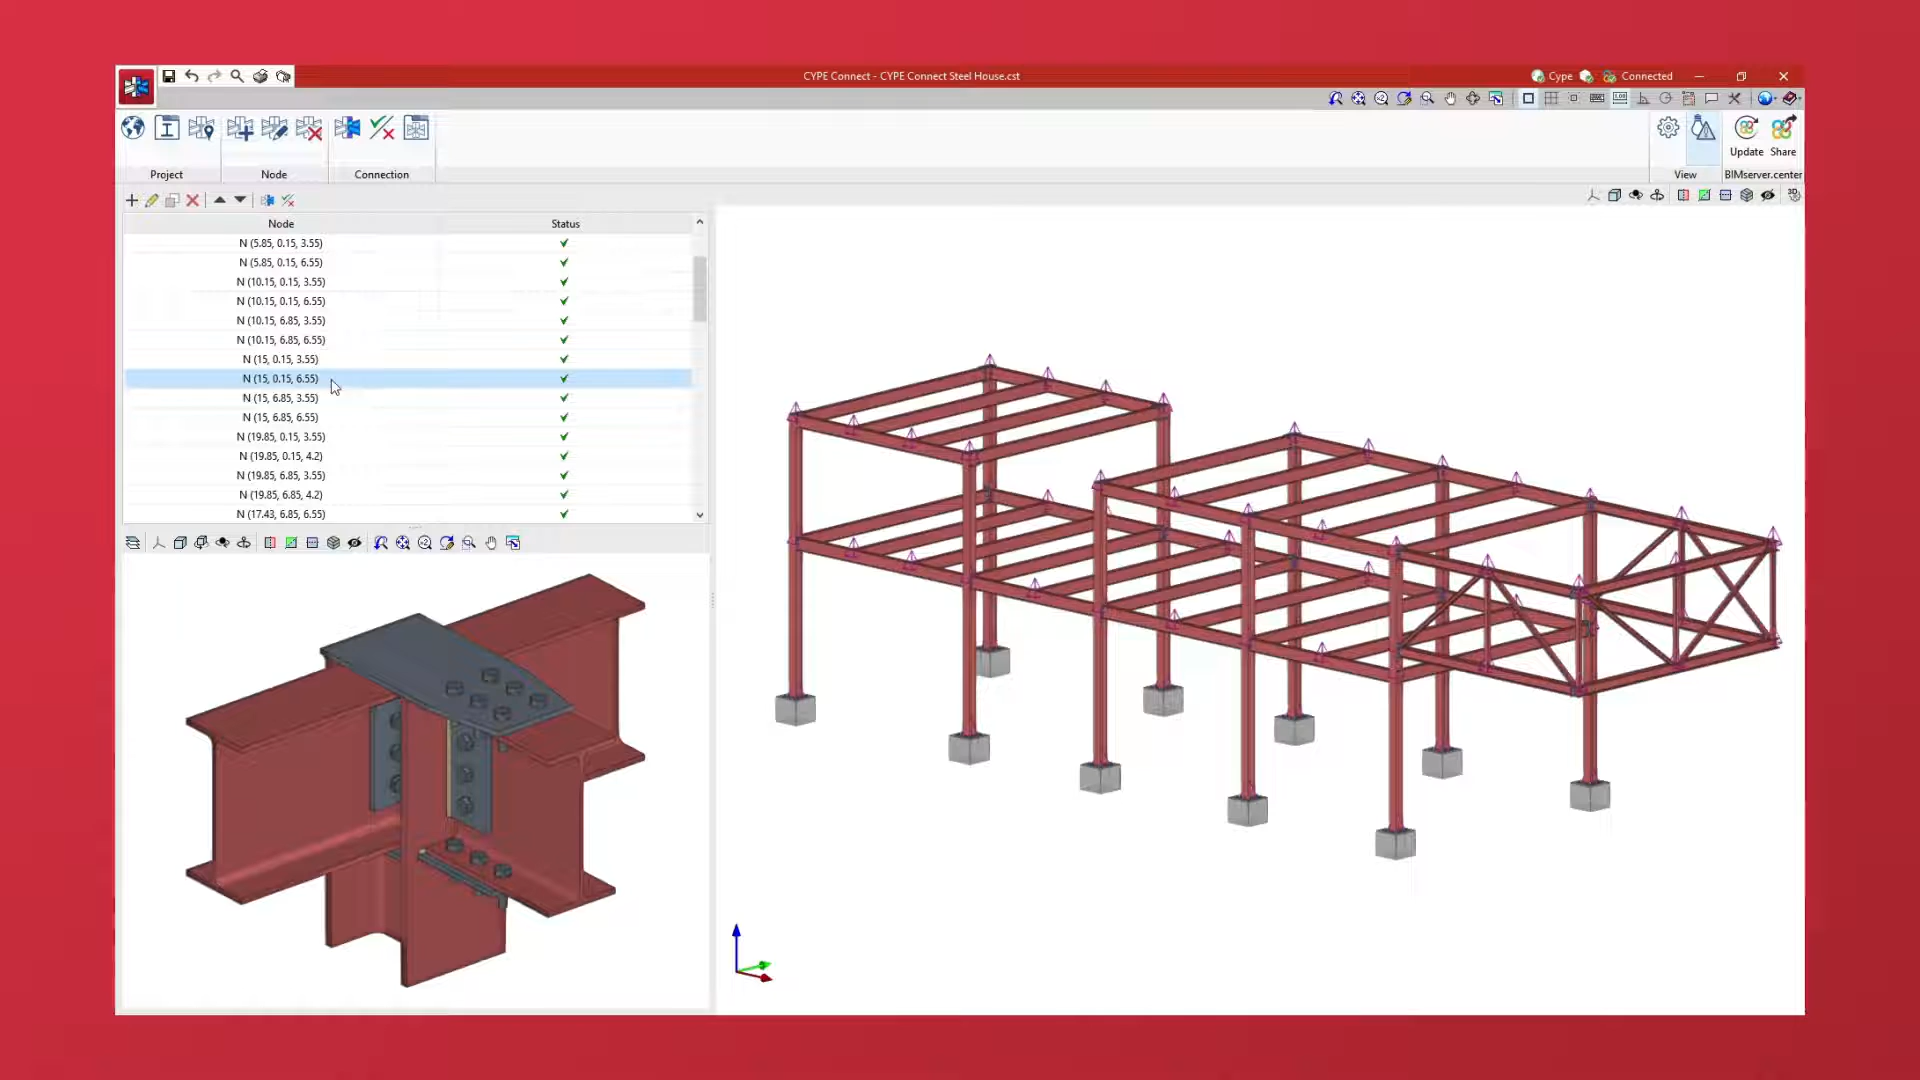 CYPE Connect - CYPE Connect Steel House.cst
Cype
Connected
Update
Share
Project
Node
Connection
View
BIMserver.center
Node
Status
N (5.85, 0.15, 3.55)
N (5.85, 0.15, 6.55)
N (10.15, 0.15, 3.55)
N (10.15, 0.15, 6.55)
N (10.15, 6.85, 3.55)
N (10.15, 6.85, 6.55)
N (15, 0.15, 3.55)
N (15, 0.15, 6.55)
N (15, 6.85, 3.55)
N (15, 6.85, 6.55)
N (19.85, 0.15, 3.55)
N (19.85, 0.15, 4.2)
N (19.85, 6.85, 3.55)
N (19.85, 6.85, 4.2)
N (17.43, 6.85, 6.55)